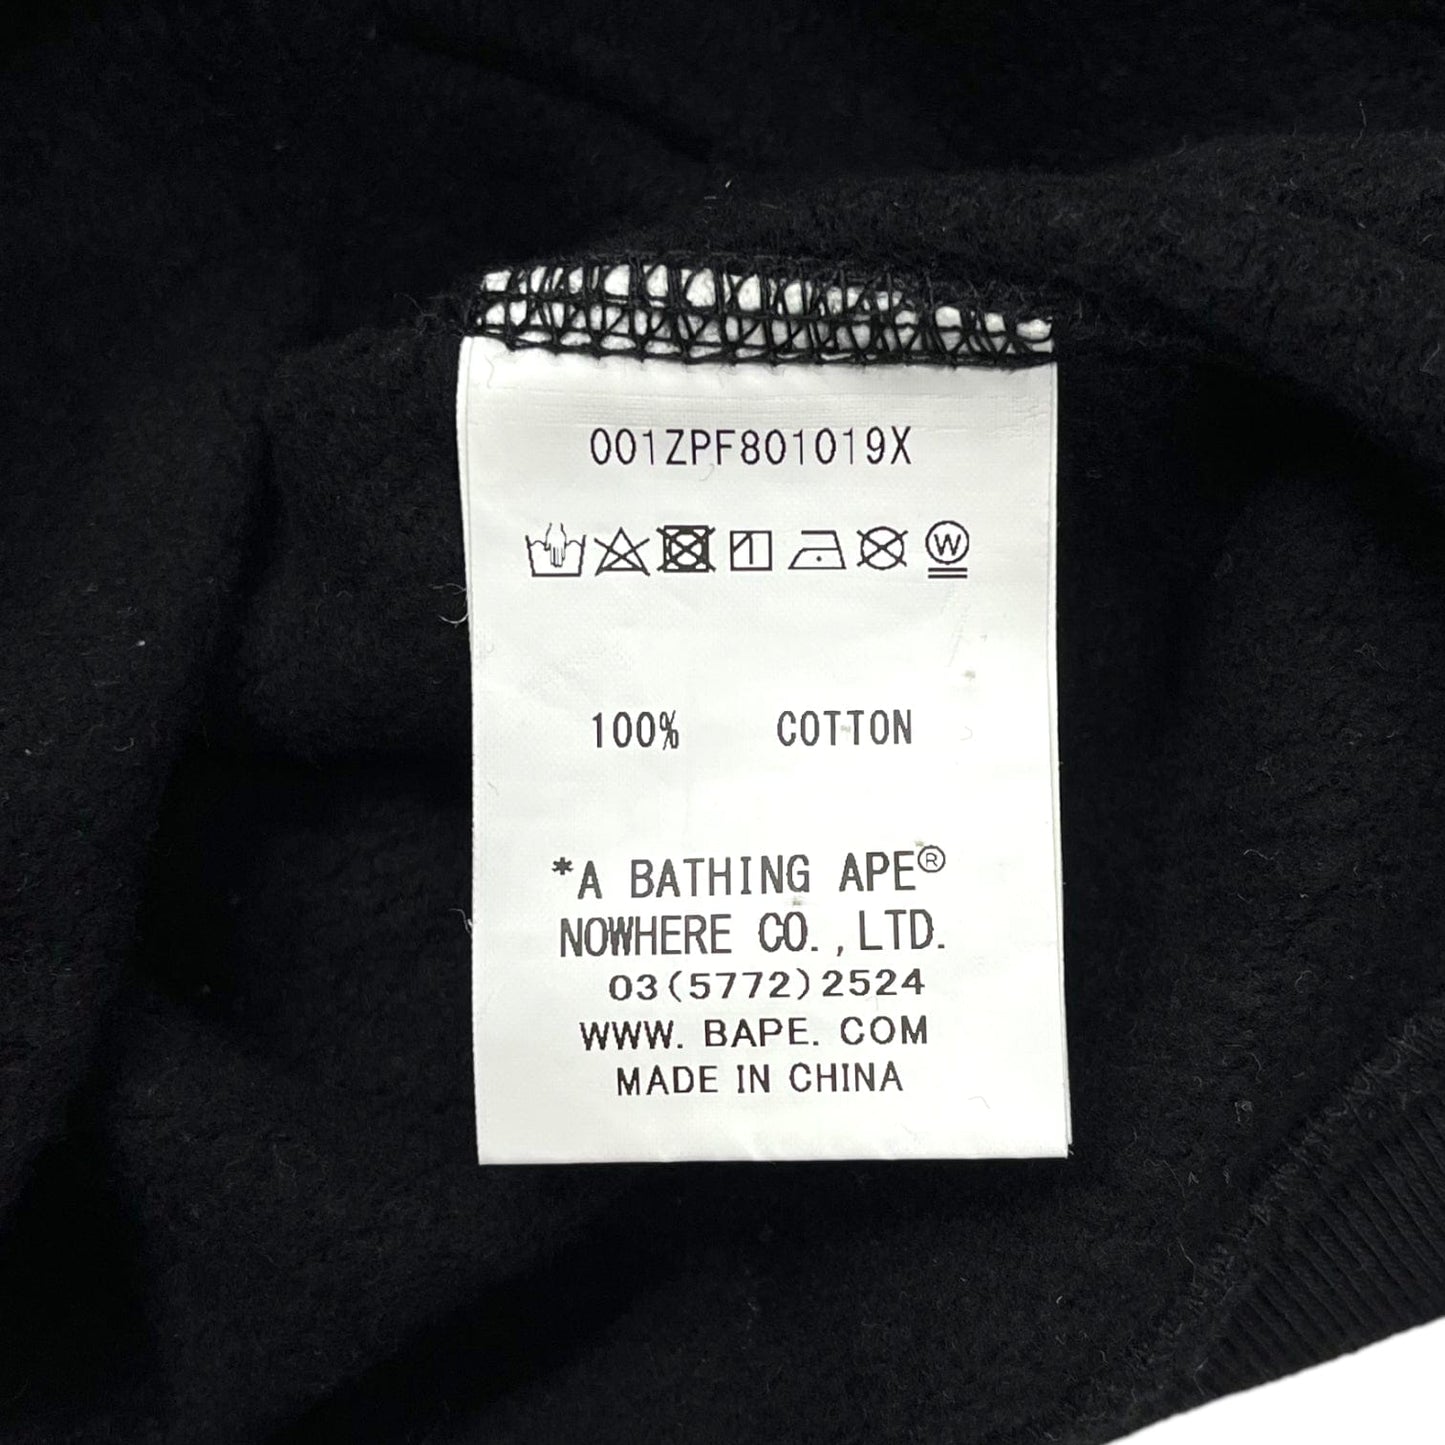 001ZPF801019X
W
100% COTTON
*A BATHING APE®
NOWHERE CO.,LTD.
03(5772)2524
WWW. BAPE. COM
MADE IN CHINA